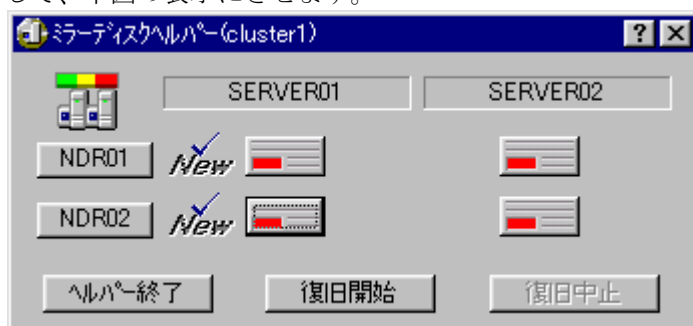 して、下図の表示にさせます。
ミラーディスクヘルパー(cluster1)
SERVER01 SERVER02
NDR01 New
NDR02 New
ヘルパー終了 復旧開始 復旧中止